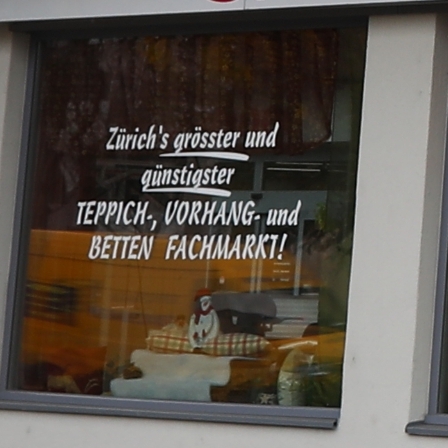 Zürich's grösster und
günstigster
TEPPICH-, VORHANG- und
BETTEN FACHMARKT!